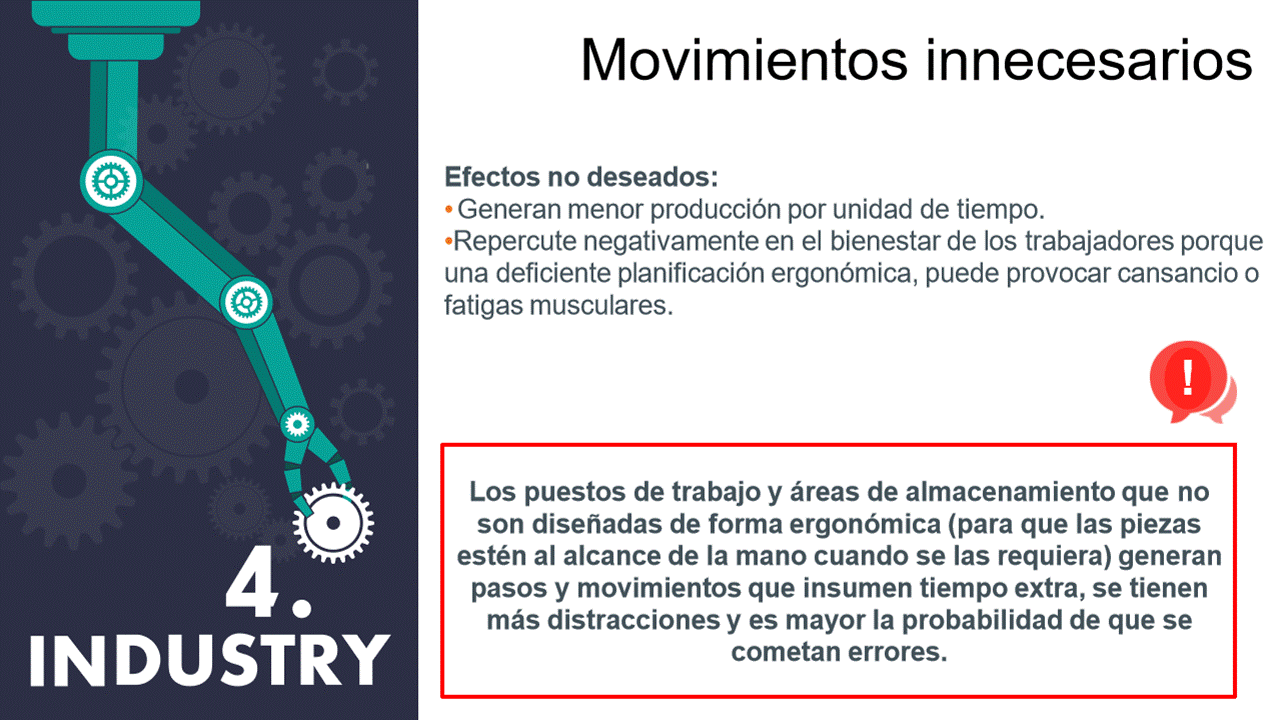 Movimientos innecesarios
Efectos no deseados:
•Generan menor producción por unidad de tiempo.
•Repercute negativamente en el bienestar de los trabajadores porque
una deficiente planificación ergonómica, puede provocar cansancio o
fatigas musculares.
!
Los puestos de trabajo y áreas de almacenamiento que no
son diseñadas de forma ergonómica (para que las piezas
estén al alcance de la mano cuando se las requiera) generan
pasos y movimientos que insumen tiempo extra, se tienen
más distracciones y es mayor la probabilidad de que se
cometan errores.
4.
INDUSTRY